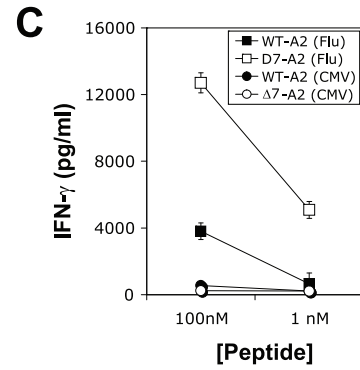 C
WT-A2 (Flu)
D7-A2 (Flu)
WT-A2 (CMV)
Δ7-A2 (CMV)
IFN-γ (pg/ml)
16000
12000
8000
4000
0
100nM
1 nM
[Peptide]